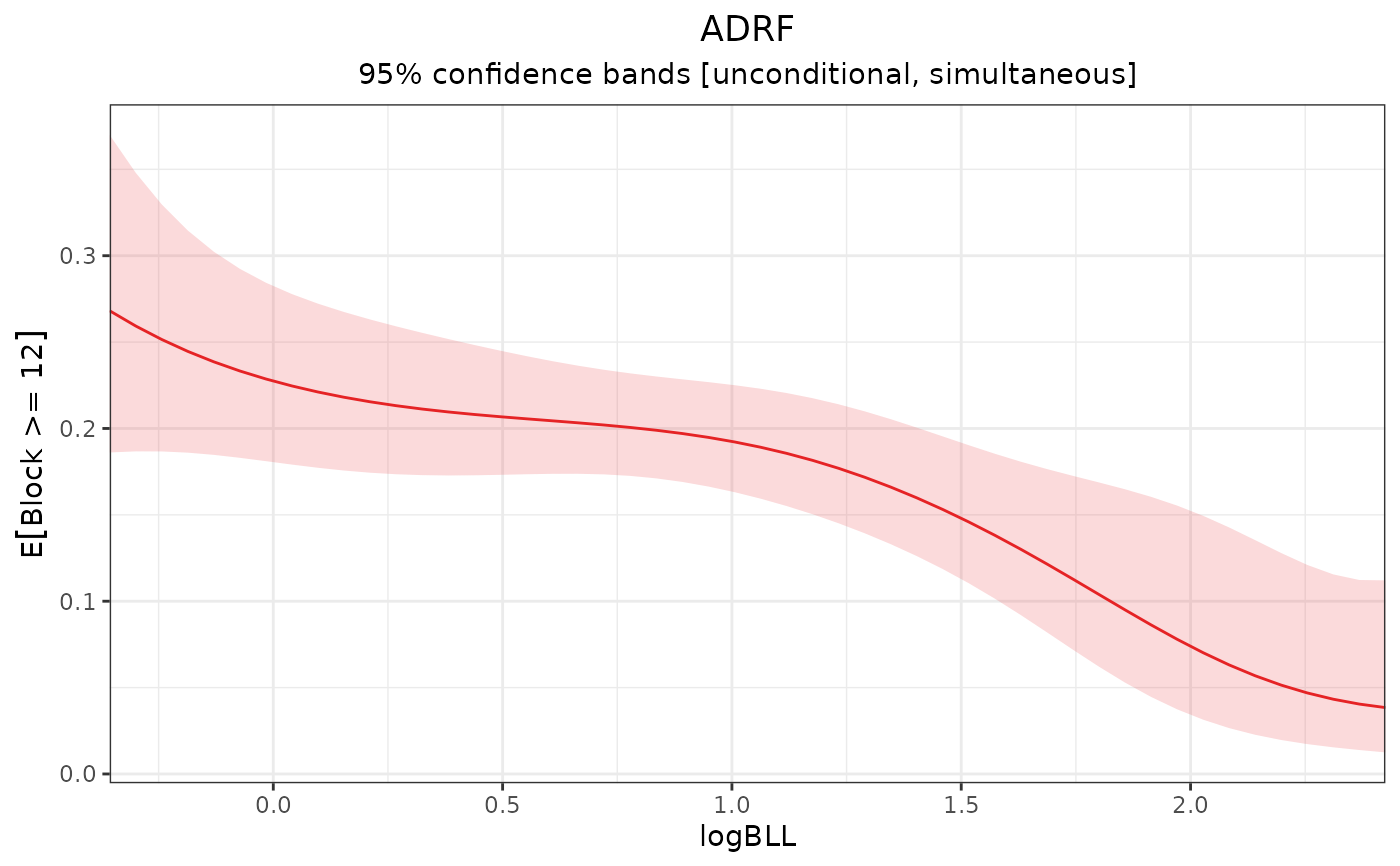 ADRF
95% confidence bands [unconditional, simultaneous]
E[Block >= 12]
0.3
0.2
0.1
0.0
0.0 0.5 1.0 1.5 2.0
logBLL